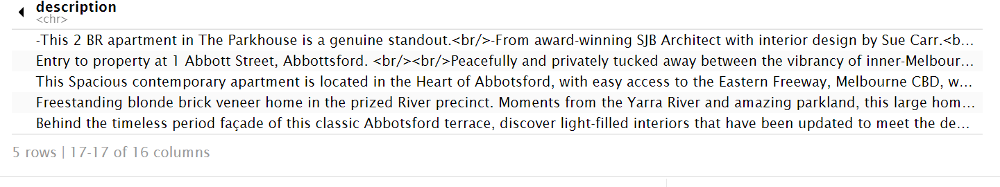 description
<chr>
-This 2 BR apartment in The Parkhouse is a genuine standout.<br/>-From award-winning SJB Architect with interior design by Sue Carr.<b...
Entry to property at 1 Abbott Street, Abbottsford. <br/><br/>Peacefully and privately tucked away between the vibrancy of inner-Melbour...
This Spacious contemporary apartment is located in the Heart of Abbotsford, with easy access to the Eastern Freeway, Melbourne CBD, w...
Freestanding blonde brick veneer home in the prized River precinct. Moments from the Yarra River and amazing parkland, this large hom...
Behind the timeless period façade of this classic Abbotsford terrace, discover light-filled interiors that have been updated to meet the de...
5 rows | 17-17 of 16 columns